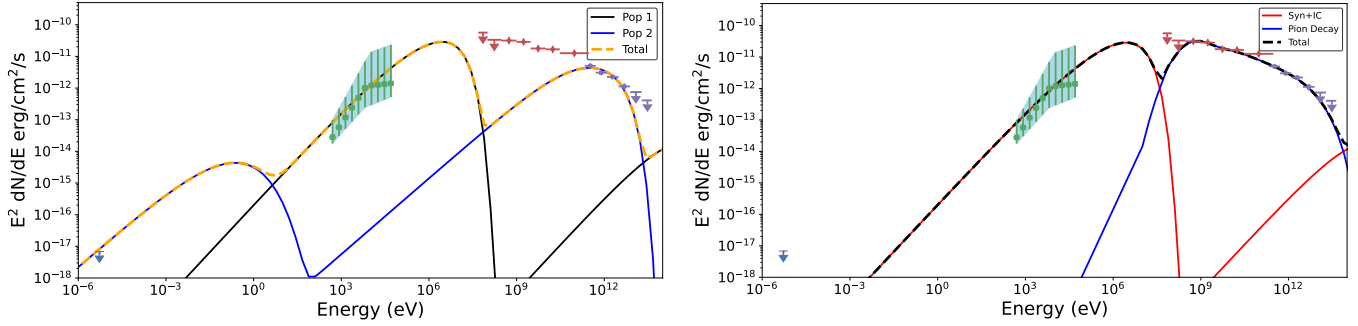 E² dN/dE erg/cm²/s
10⁻¹⁰
10⁻¹¹
10⁻¹²
10⁻¹³
10⁻¹⁴
10⁻¹⁵
10⁻¹⁶
10⁻¹⁷
10⁻¹⁸
Pop 1
Pop 2
Total
10⁻⁶ 10⁻³ 10⁰ 10³ 10⁶ 10⁹ 10¹²
Energy (eV)
E² dN/dE erg/cm²/s
10⁻¹⁰
10⁻¹¹
10⁻¹²
10⁻¹³
10⁻¹⁴
10⁻¹⁵
10⁻¹⁶
10⁻¹⁷
10⁻¹⁸
Syn+IC
Pion Decay
Total
10⁻⁶ 10⁻³ 10⁰ 10³ 10⁶ 10⁹ 10¹²
Energy (eV)